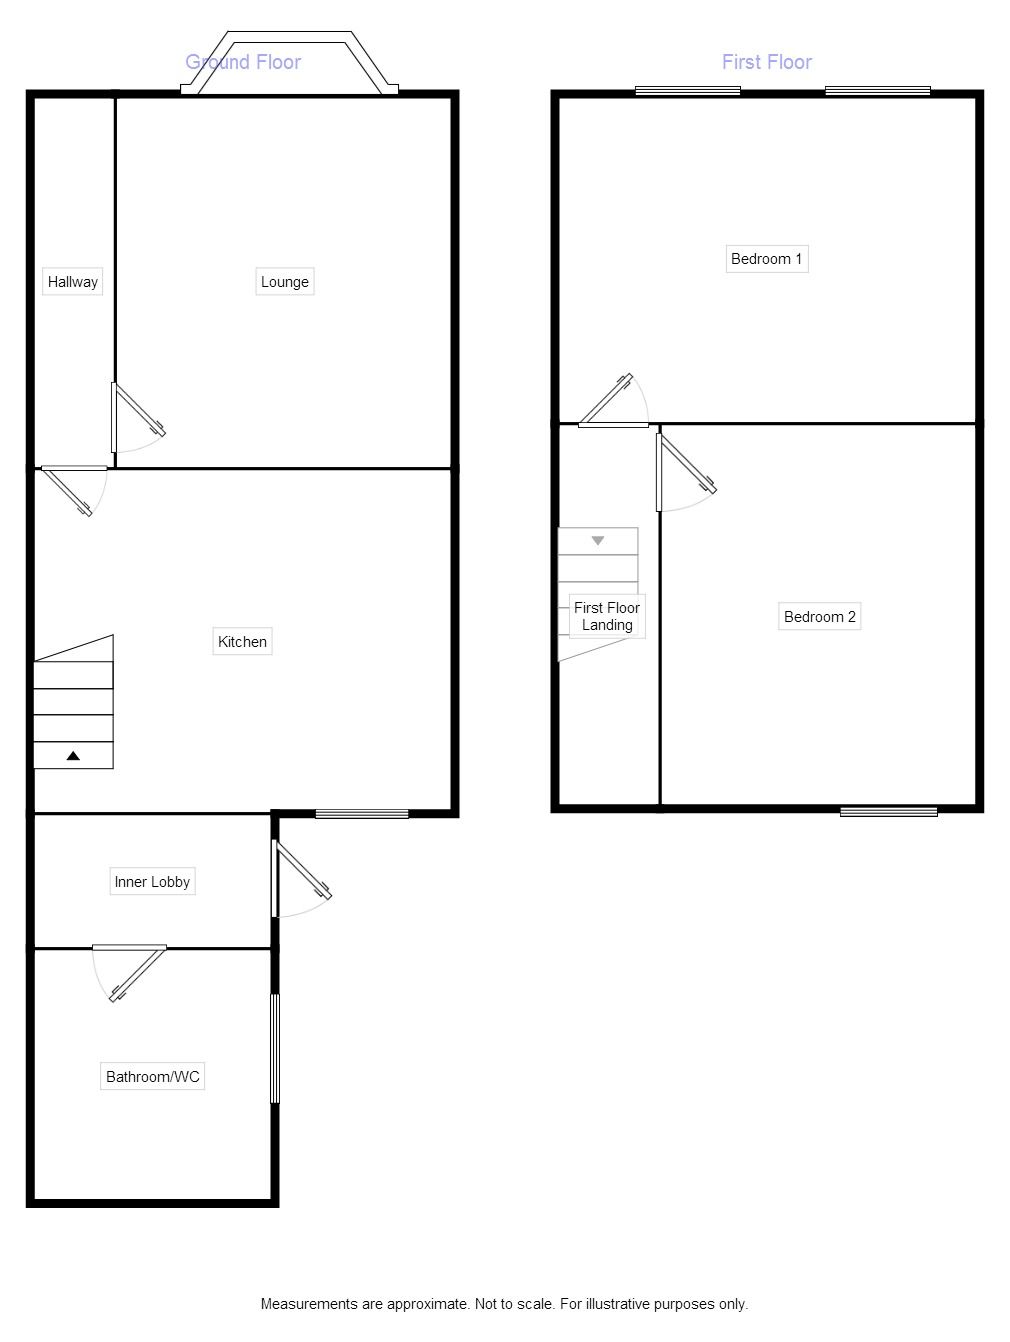 Ground Floor
First Floor
Hallway
Lounge
Bedroom 1
Kitchen
First Floor
Landing
Bedroom 2
Inner Lobby
Bathroom/WC
Measurements are approximate. Not to scale. For illustrative purposes only.